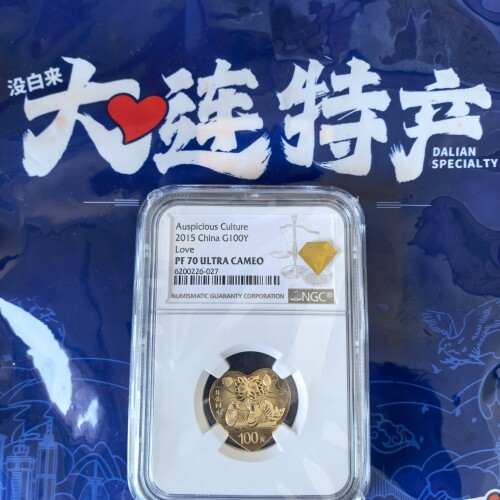 没白来
大连特产
DALIAN
SPECIALTY
Auspicious Culture
2015 China G100Y
Love
PF 70 ULTRA CAMEO
6200226-027
NUMISMATIC GUARANTY CORPORATION
NGC®
100元